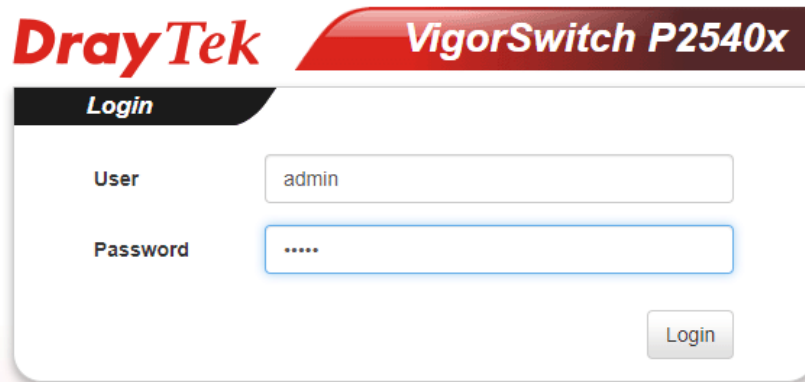 DrayTek VigorSwitch P2540x
Login
User admin
Password •••••
Login